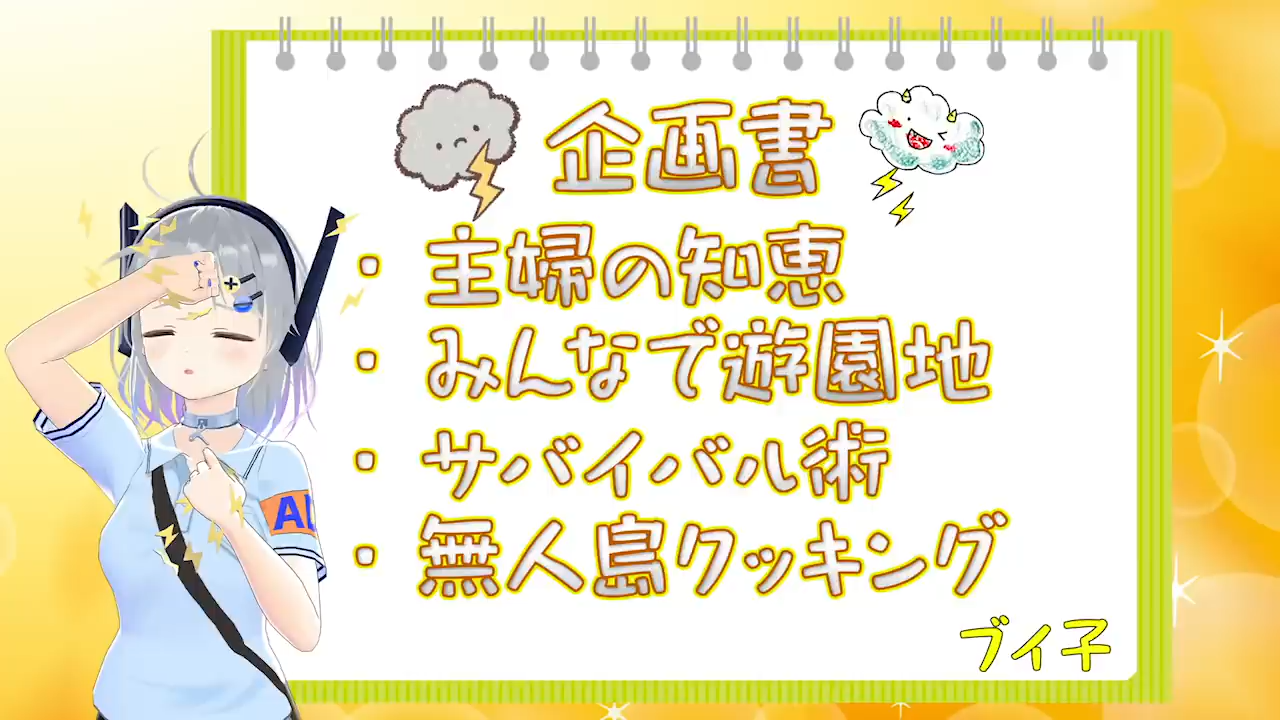 企画書
・ 主婦の知恵
・ みんなで遊園地
・ サバイバル術
・ 無人島クッキング
ブイ子